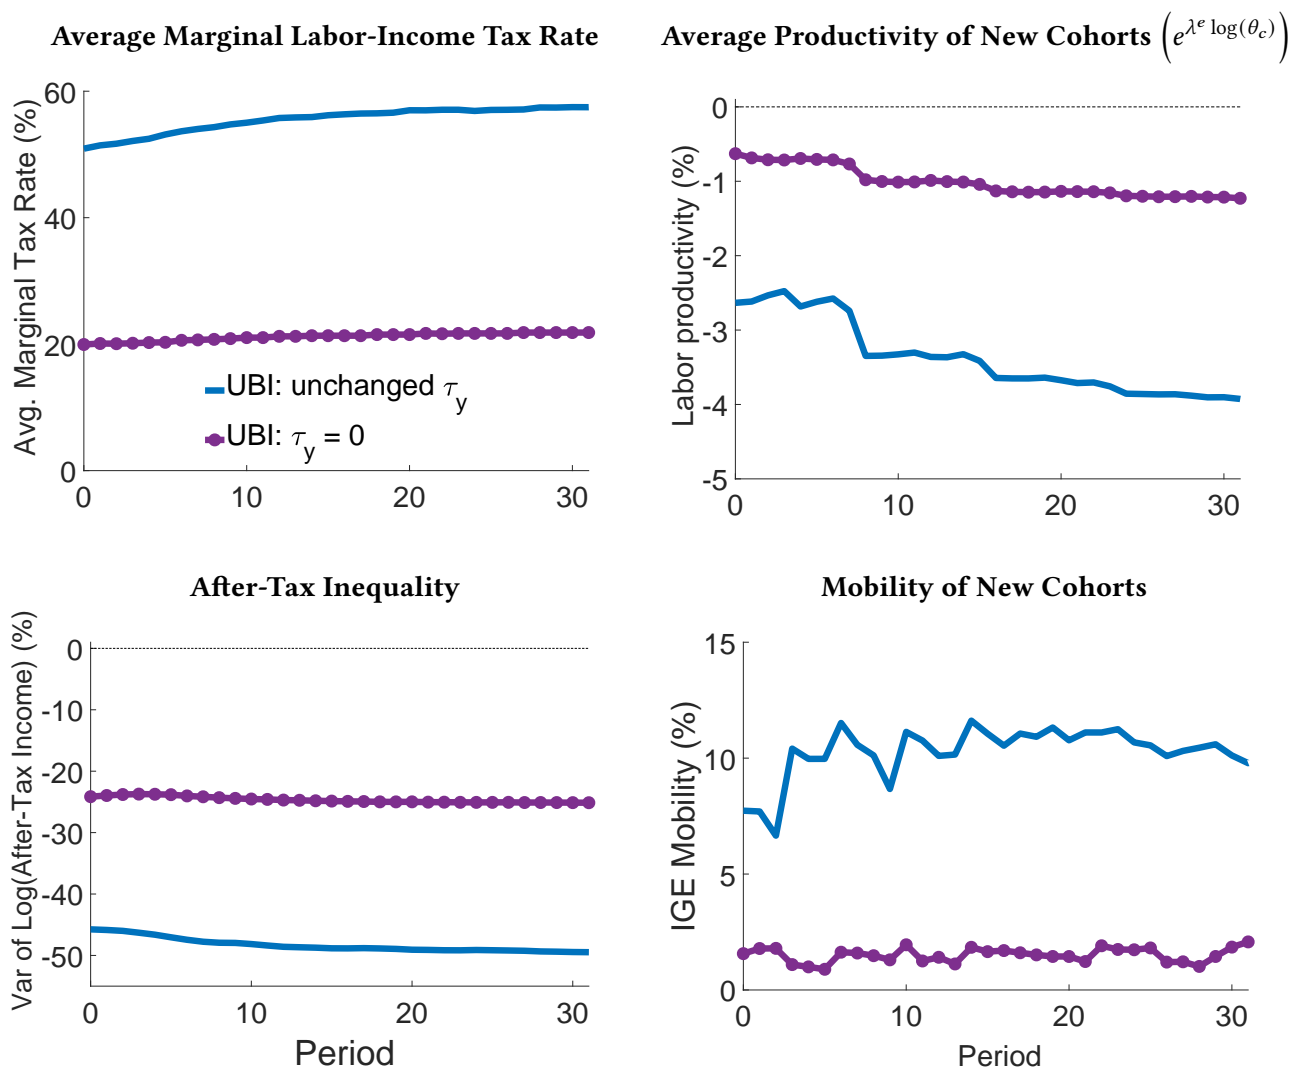 Average Marginal Labor-Income Tax Rate
Avg. Marginal Tax Rate (%)
60
40
20
0
UBI: unchanged τ_y
UBI: τ_y = 0
0 10 20 30
Average Productivity of New Cohorts (e^{λ^e log(θ_c)})
Labor productivity (%)
0
-1
-2
-3
-4
-5
0 10 20 30
After-Tax Inequality
Var of Log(After-Tax Income) (%)
0
-10
-20
-30
-40
-50
0 10 20 30
Period
Mobility of New Cohorts
IGE Mobility (%)
15
10
5
0
0 10 20 30
Period